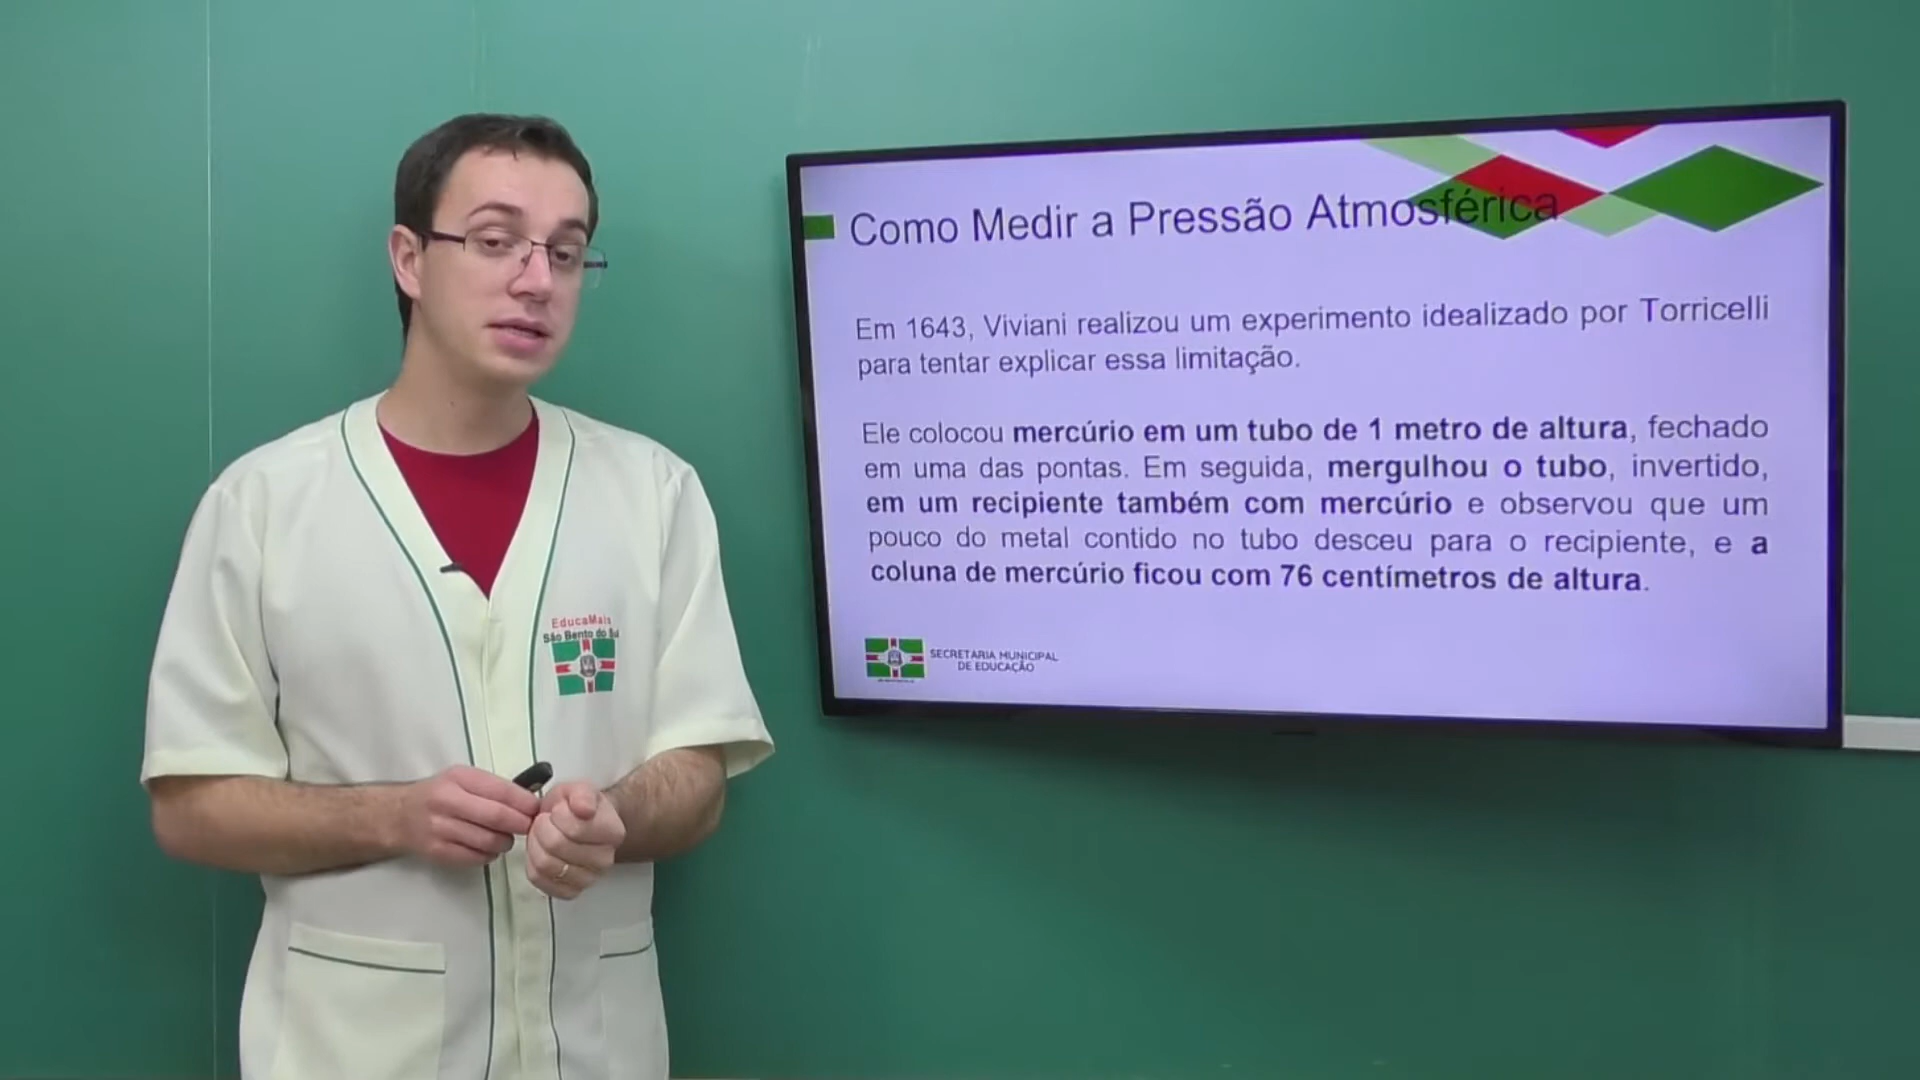 Como Medir a Pressão Atmosférica
Em 1643, Viviani realizou um experimento idealizado por Torricelli
para tentar explicar essa limitação.
Ele colocou mercúrio em um tubo de 1 metro de altura, fechado
em uma das pontas. Em seguida, mergulhou o tubo, invertido,
em um recipiente também com mercúrio e observou que um
pouco do metal contido no tubo desceu para o recipiente, e a
coluna de mercúrio ficou com 76 centímetros de altura.
SECRETARIA MUNICIPAL
DE EDUCAÇÃO
EducaMais
São Bento do Sul